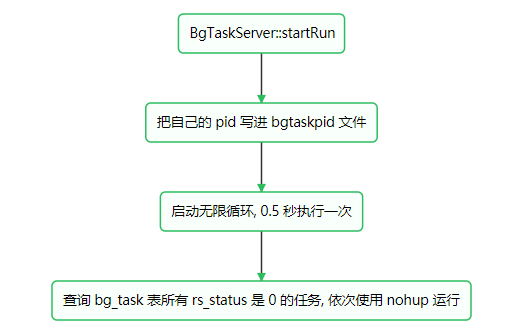 BgTaskServer::startRun
把自己的 pid 写进 bgtaskpid 文件
启动无限循环, 0.5 秒执行一次
查询 bg_task 表所有 rs_status 是 0 的任务, 依次使用 nohup 运行